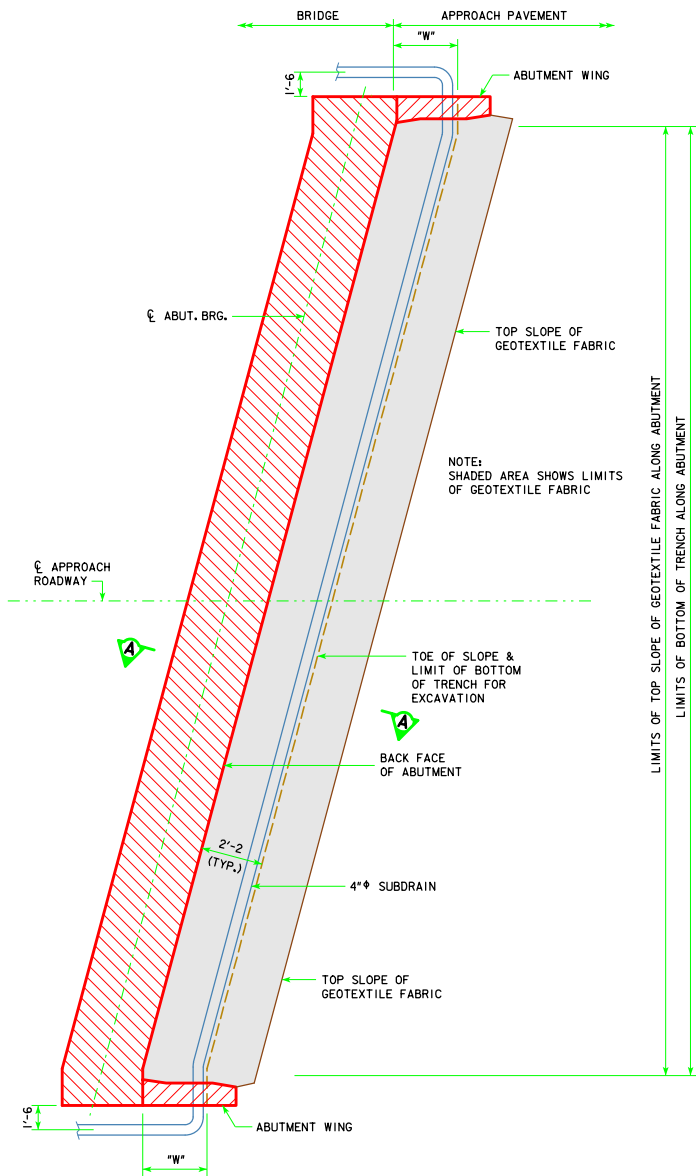 BRIDGE
APPROACH PAVEMENT
"W"
1'-6
ABUTMENT WING
℄ ABUT. BRG.
TOP SLOPE OF
GEOTEXTILE FABRIC
NOTE:
SHADED AREA SHOWS LIMITS
OF GEOTEXTILE FABRIC
LIMITS OF TOP SLOPE OF GEOTEXTILE FABRIC ALONG ABUTMENT
LIMITS OF BOTTOM OF TRENCH ALONG ABUTMENT
℄ APPROACH
ROADWAY
A
TOE OF SLOPE &
LIMIT OF BOTTOM
OF TRENCH FOR
EXCAVATION
A
BACK FACE
OF ABUTMENT
2'-2
(TYP.)
4"Φ SUBDRAIN
TOP SLOPE OF
GEOTEXTILE FABRIC
1'-6
ABUTMENT WING
"W"